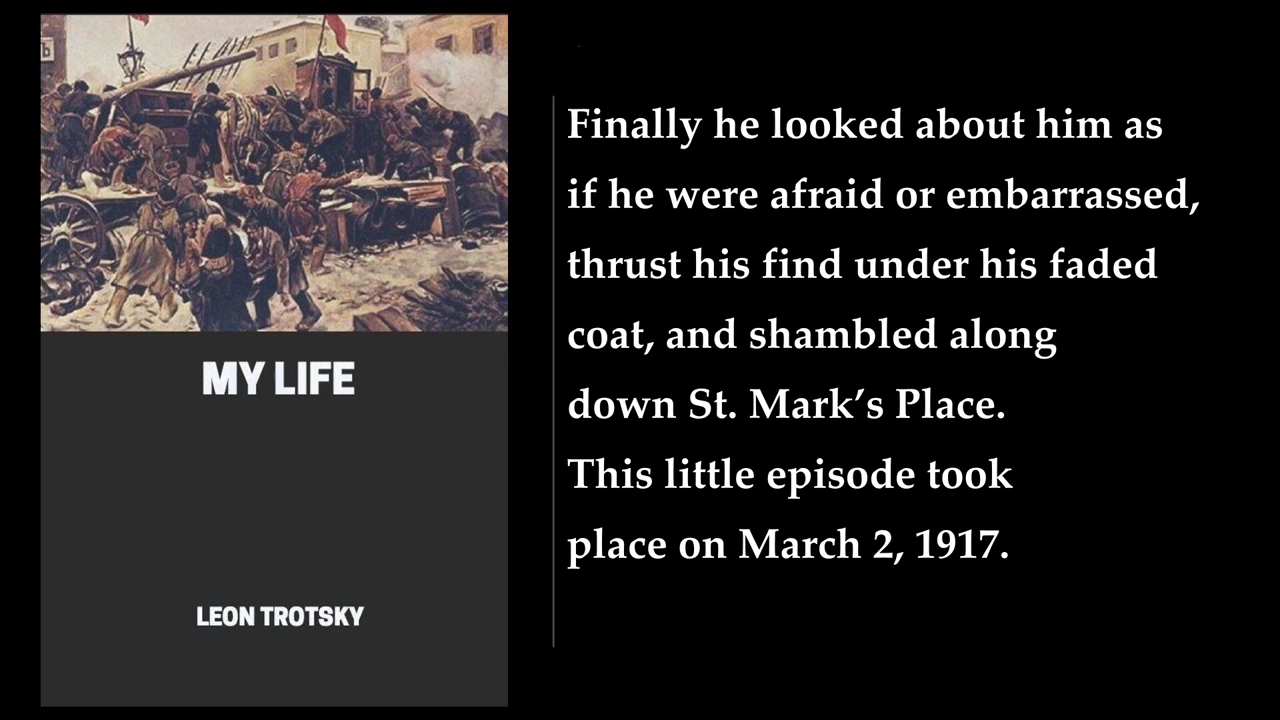 MY LIFE
LEON TROTSKY
Finally he looked about him as
if he were afraid or embarrassed,
thrust his find under his faded
coat, and shambled along
down St. Mark’s Place.
This little episode took
place on March 2, 1917.